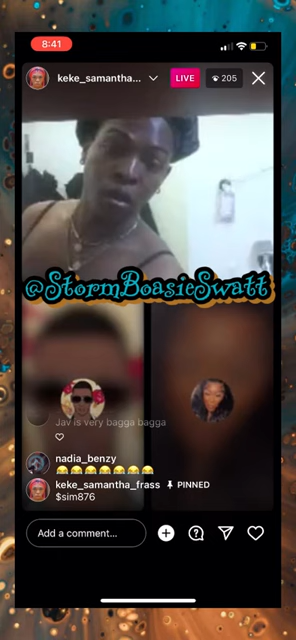 8:41
keke_samantha...
LIVE
205
@StormBoasieSwatt
Jav is very bagga bagga
nadia_benzy
😂😂😂😂😂😂😂
keke_samantha_frass PINNED
$sim876
Add a comment...